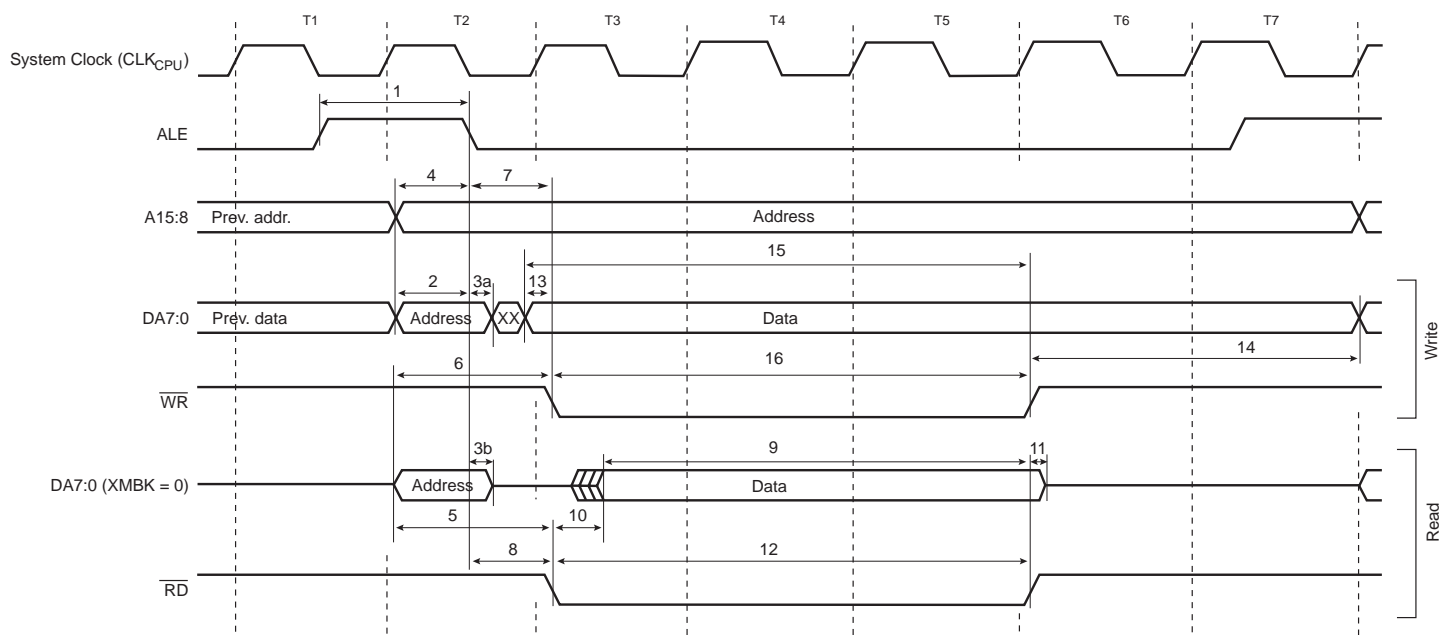 T1 T2 T3 T4 T5 T6 T7
System Clock (CLKCPU)
1
ALE
4 7
A15:8 Prev. addr. Address
15
2 3a 13
DA7:0 Prev. data Address XX Data
14
6 16
WR
Write
3b 9 11
DA7:0 (XMBK = 0) Address Data
5 10
Read
8 12
RD